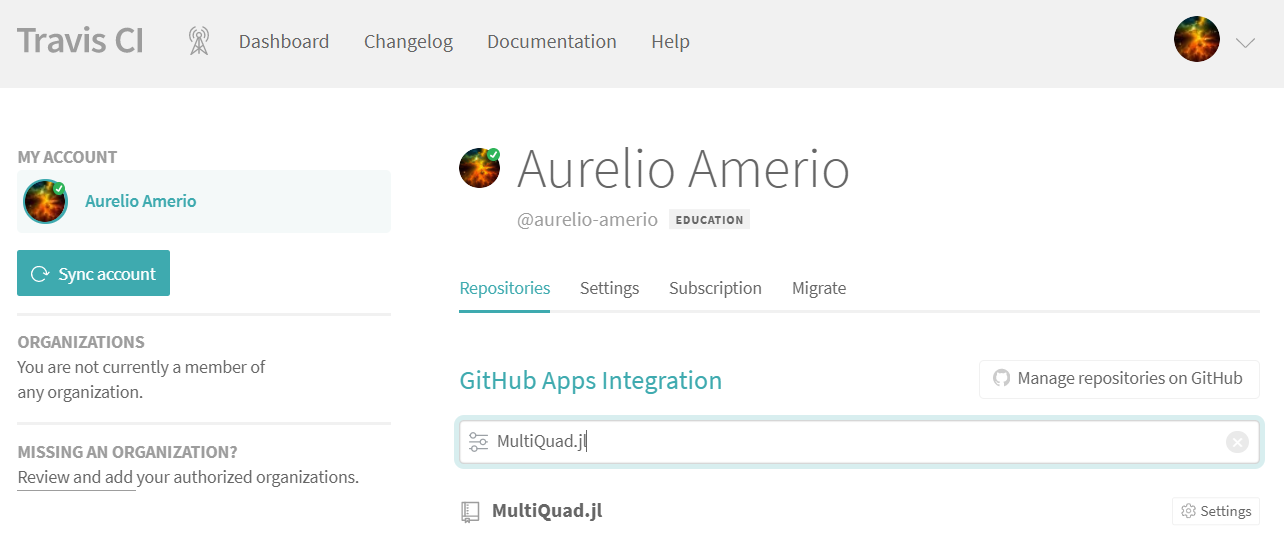 Travis CI
Dashboard
Changelog
Documentation
Help
MY ACCOUNT
Aurelio Amerio
Sync account
ORGANIZATIONS
You are not currently a member of
any organization.
MISSING AN ORGANIZATION?
Review and add your authorized organizations.
Aurelio Amerio
@aurelio-amerio EDUCATION
Repositories
Settings
Subscription
Migrate
GitHub Apps Integration
Manage repositories on GitHub
MultiQuad.jl
MultiQuad.jl
Settings